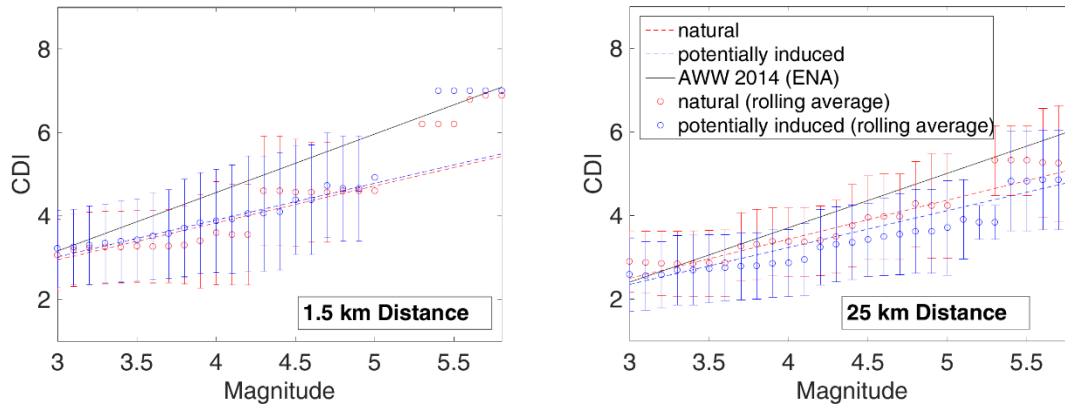 8
6
4
2
CDI
3
3.5
4
4.5
5
5.5
Magnitude
1.5 km Distance
8
6
4
2
CDI
3
3.5
4
4.5
5
5.5
Magnitude
25 km Distance
natural
potentially induced
AWW 2014 (ENA)
natural (rolling average)
potentially induced (rolling average)